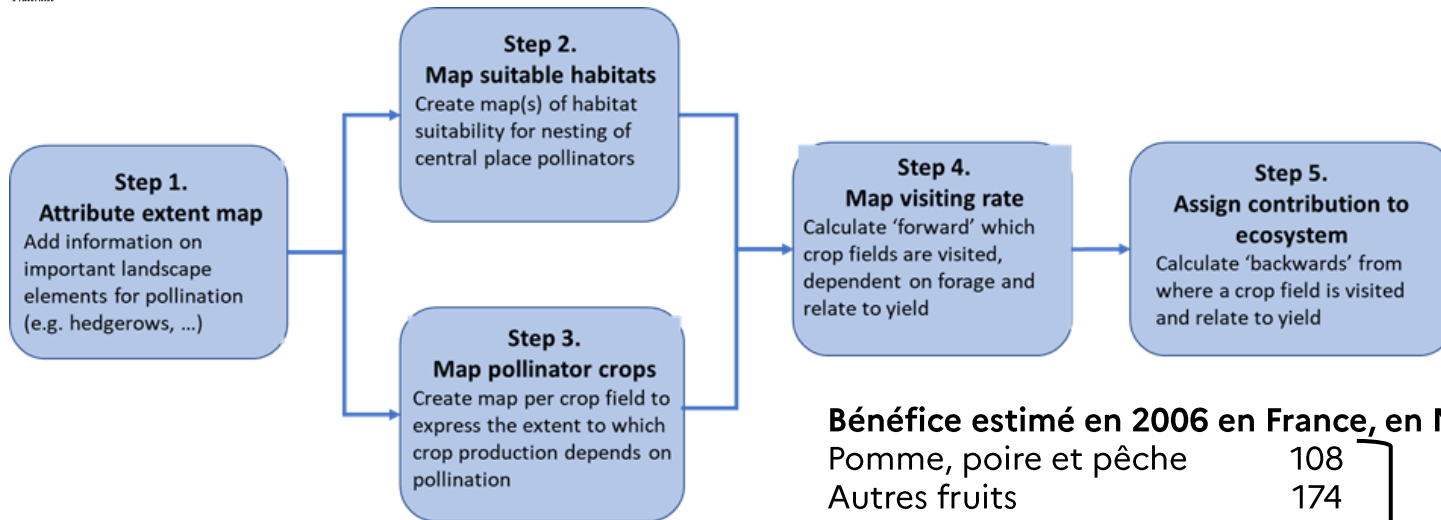 Step 1.
Attribute extent map
Add information on
important landscape
elements for pollination
(e.g. hedgerows, ...)
Step 2.
Map suitable habitats
Create map(s) of habitat
suitability for nesting of
central place pollinators
Step 3.
Map pollinator crops
Create map per crop field to
express the extent to which
crop production depends on
pollination
Step 4.
Map visiting rate
Calculate ‘forward’ which
crop fields are visited,
dependent on forage and
relate to yield
Step 5.
Assign contribution to
ecosystem
Calculate ‘backwards’ from
where a crop field is visited
and relate to yield
Bénéfice estimé en 2006 en France, en
Pomme, poire et pêche 108
Autres fruits 174